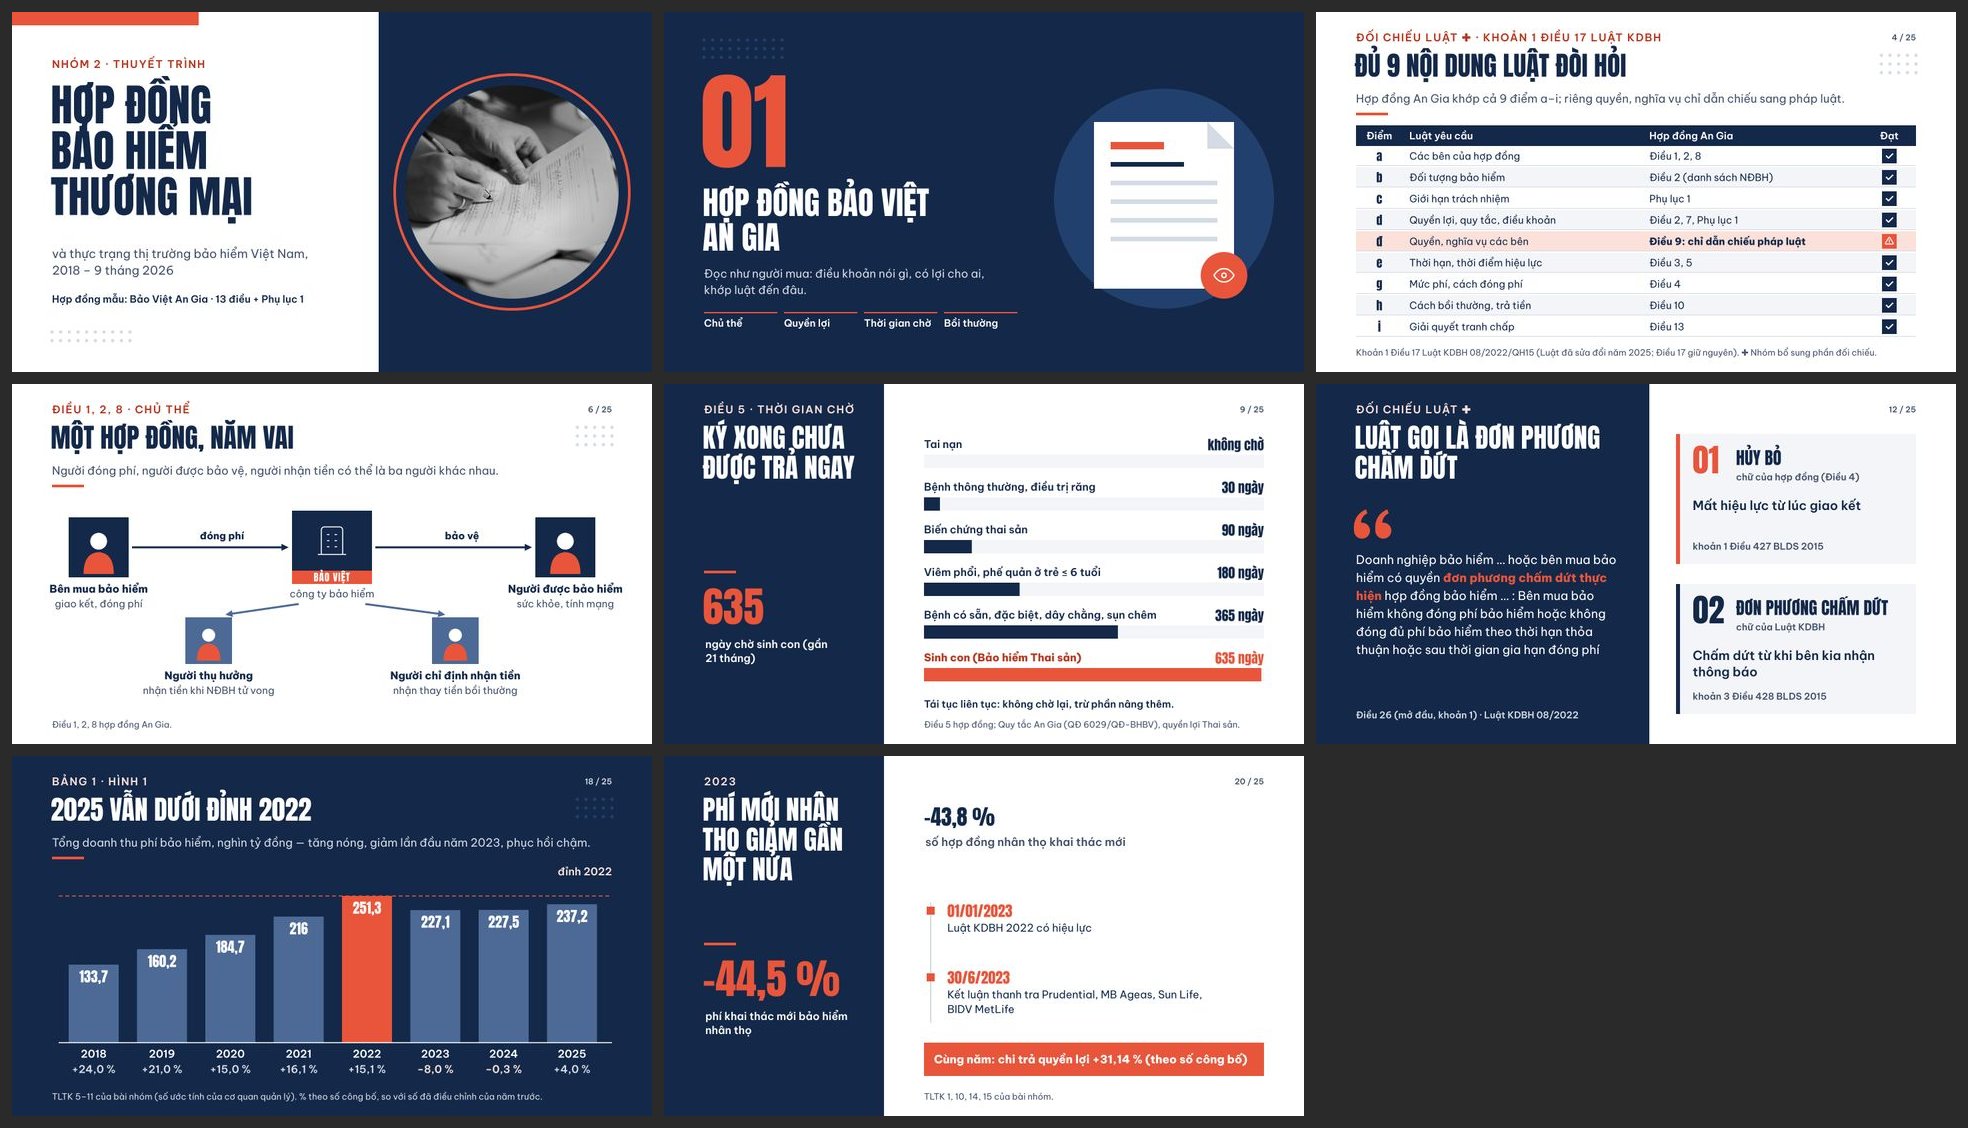 NHÓM 2 · THUYẾT TRÌNH
HỢP ĐỒNG
BẢO HIỂM
THƯƠNG MẠI
và thực trạng thị trường bảo hiểm Việt Nam,
2018 – 9 tháng 2026
Hợp đồng mẫu: Bảo Việt An Gia · 13 điều + Phụ lục 1
01
HỢP ĐỒNG BẢO VIỆT
AN GIA
Đọc như người mua: điều khoản nói gì, có lợi cho ai,
khớp luật đến đâu.
Chủ thể Quyền lợi Thời gian chờ Bồi thường
ĐỐI CHIẾU LUẬT ✚ · KHOẢN 1 ĐIỀU 17 LUẬT KDBH
4 / 25
ĐỦ 9 NỘI DUNG LUẬT ĐÒI HỎI
Hợp đồng An Gia khớp cả 9 điểm a–i; riêng quyền, nghĩa vụ chỉ dẫn chiếu sang pháp luật.
Điểm Luật yêu cầu Hợp đồng An Gia Đạt
a Các bên của hợp đồng Điều 1, 2, 8
b Đối tượng bảo hiểm Điều 2 (danh sách NĐBH)
c Giới hạn trách nhiệm Phụ lục 1
d Quyền lợi, quy tắc, điều khoản Điều 2, 7, Phụ lục 1
đ Quyền, nghĩa vụ các bên Điều 9: chỉ dẫn chiếu pháp luật
e Thời hạn, thời điểm hiệu lực Điều 3, 5
g Mức phí, cách đóng phí Điều 4
h Cách bồi thường, trả tiền Điều 10
i Giải quyết tranh chấp Điều 13
Khoản 1 Điều 17 Luật KDBH 08/2022/QH15 (Luật đã sửa đổi năm 2025; Điều 17 giữ nguyên). ✚ Nhóm bổ sung phần đối chiếu.
ĐIỀU 1, 2, 8 · CHỦ THỂ
6 / 25
MỘT HỢP ĐỒNG, NĂM VAI
Người đóng phí, người được bảo vệ, người nhận tiền có thể là ba người khác nhau.
đóng phí
bảo vệ
BẢO VIỆT
công ty bảo hiểm
Bên mua bảo hiểm
giao kết, đóng phí
Người được bảo hiểm
sức khỏe, tính mạng
Người thụ hưởng
nhận tiền khi NĐBH tử vong
Người chỉ định nhận tiền
nhận thay tiền bồi thường
Điều 1, 2, 8 hợp đồng An Gia.
ĐIỀU 5 · THỜI GIAN CHỜ
KÝ XONG CHƯA
ĐƯỢC TRẢ NGAY
635
ngày chờ sinh con (gần
21 tháng)
9 / 25
Tai nạn không chờ
Bệnh thông thường, điều trị răng 30 ngày
Biến chứng thai sản 90 ngày
Viêm phổi, phế quản ở trẻ ≤ 6 tuổi 180 ngày
Bệnh có sẵn, đặc biệt, dây chằng, sụn chêm 365 ngày
Sinh con (Bảo hiểm Thai sản) 635 ngày
Tái tục liên tục: không chờ lại, trừ phần nâng thêm.
Điều 5 hợp đồng; Quy tắc An Gia (QĐ 6029/QĐ-BHBV), quyền lợi Thai sản.
ĐỐI CHIẾU LUẬT ✚
LUẬT GỌI LÀ ĐƠN PHƯƠNG
CHẤM DỨT
Doanh nghiệp bảo hiểm ... hoặc bên mua bảo
hiểm có quyền đơn phương chấm dứt thực
hiện hợp đồng bảo hiểm ... : Bên mua bảo
hiểm không đóng phí bảo hiểm hoặc không
đóng đủ phí bảo hiểm theo thời hạn thỏa
thuận hoặc sau thời gian gia hạn đóng phí
Điều 26 (mở đầu, khoản 1) · Luật KDBH 08/2022
12 / 25
01 HỦY BỎ
chữ của hợp đồng (Điều 4)
Mất hiệu lực từ lúc giao kết
khoản 1 Điều 427 BLDS 2015
02 ĐƠN PHƯƠNG CHẤM DỨT
chữ của Luật KDBH
Chấm dứt từ khi bên kia nhận
thông báo
khoản 3 Điều 428 BLDS 2015
BẢNG 1 · HÌNH 1
18 / 25
2025 VẪN DƯỚI ĐỈNH 2022
Tổng doanh thu phí bảo hiểm, nghìn tỷ đồng — tăng nóng, giảm lần đầu năm 2023, phục hồi chậm.
đỉnh 2022
133,7 160,2 184,7 216 251,3 227,1 227,5 237,2
2018 2019 2020 2021 2022 2023 2024 2025
+24,0 % +21,0 % +15,0 % +16,1 % +15,1 % −8,0 % −0,3 % +4,0 %
TLTK 5–11 của bài nhóm (số ước tính của cơ quan quản lý). % theo số công bố, so với số đã điều chỉnh của năm trước.
2023
PHÍ MỚI NHÂN
THỌ GIẢM GẦN
MỘT NỬA
-44,5 %
phí khai thác mới bảo hiểm
nhân thọ
20 / 25
-43,8 %
số hợp đồng nhân thọ khai thác mới
01/01/2023
Luật KDBH 2022 có hiệu lực
30/6/2023
Kết luận thanh tra Prudential, MB Ageas, Sun Life,
BIDV MetLife
Cùng năm: chi trả quyền lợi +31,14 % (theo số công bố)
TLTK 1, 10, 14, 15 của bài nhóm.